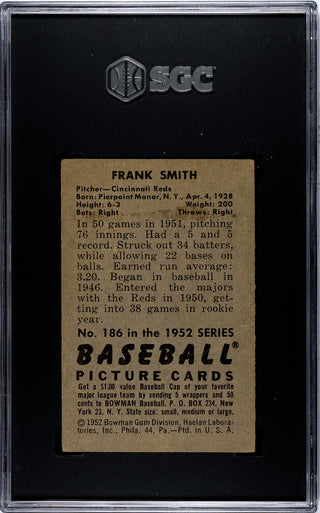 SGC
FRANK SMITH
Pitcher—Cincinnati Reds
Born: Pierpoint Manor, N. Y., Apr. 4, 1928
Height: 6-3 Weight: 200
Bats: Right Throws: Right
In 50 games in 1951, pitching
76 innings. Had a 5 and 5
record. Struck out 34 batters,
while allowing 22 bases on
balls. Earned run average:
3.20. Began in baseball in
1946. Entered the majors
with the Reds in 1950, get-
ting into 38 games in rookie
year.
No. 186 in the 1952 SERIES
BASEBALL®
PICTURE CARDS
Get a $1.00 value Baseball Cap of your favorite
major league team by sending 5 wrappers and 50
cents to BOWMAN Baseball, P. O. BOX 234, New
York 23, N. Y. State size: small, medium or large.
©1952 Bowman Gum Division, Haelan Labora-
tories, Inc., Phila. 44, Pa.—Ptd. in U. S. A.